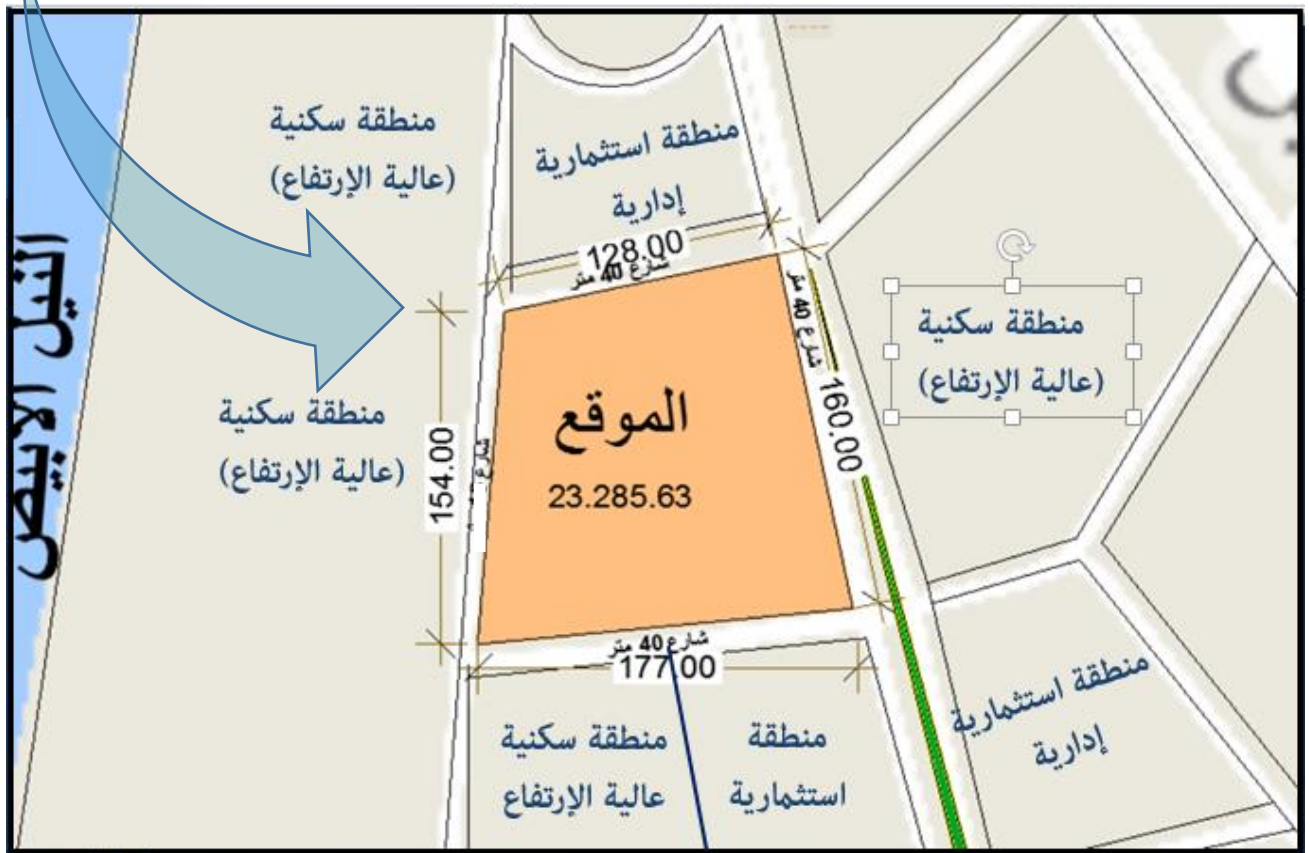 منطقة سكنية
(عالية الإرتفاع)
منطقة استثمارية
إدارية
128.00
شارع 40 متر
شارع 40 متر
160.00
منطقة سكنية
(عالية الإرتفاع)
النيل الابيض
منطقة سكنية
(عالية الإرتفاع)
154.00
شارع
الموقع
23.285.63
شارع 40 متر
177.00
منطقة استثمارية
إدارية
منطقة
استثمارية
منطقة سكنية
عالية الإرتفاع